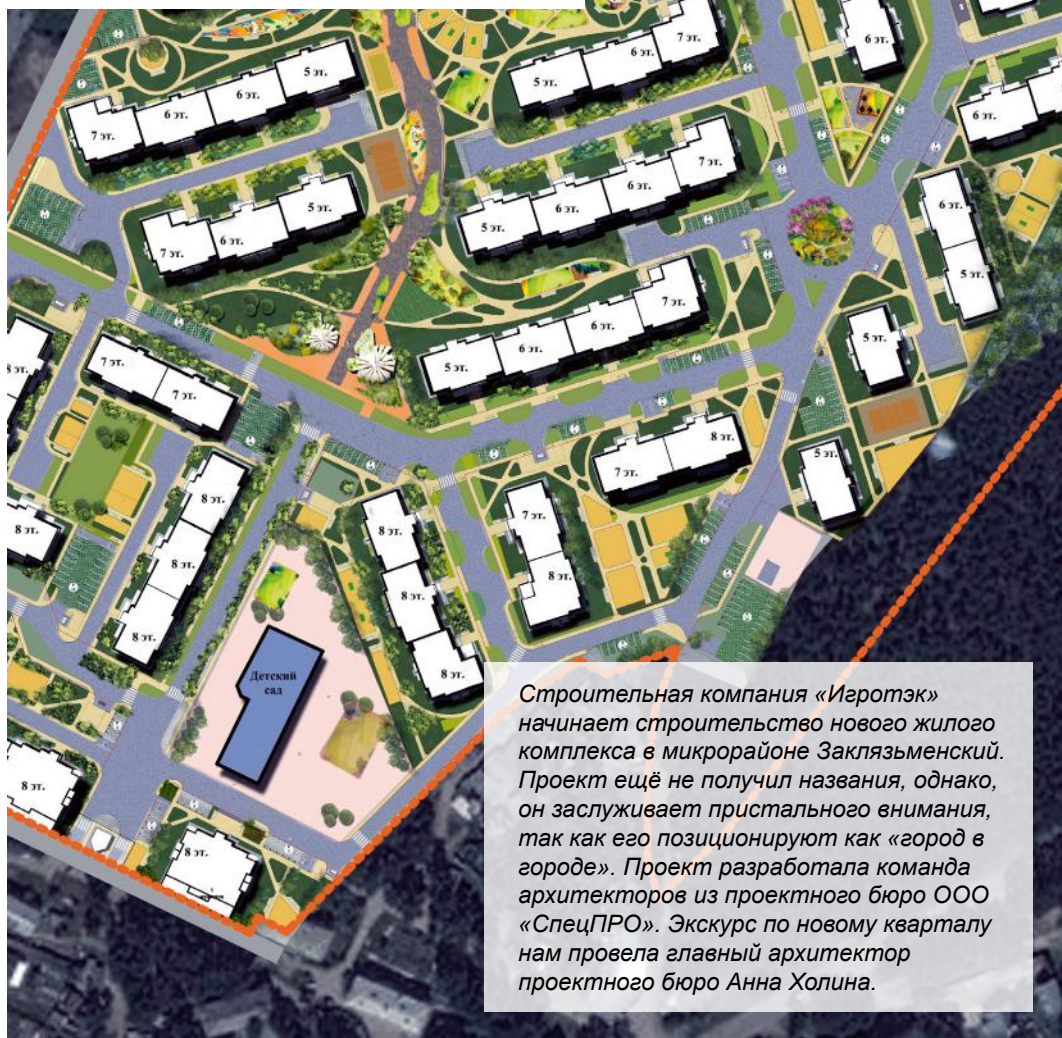 5 эт.
6 эт.
6 эт.
7 эт.
5 эт.
6 эт.
7 эт.
6 эт.
6 эт.
5 эт.
6 эт.
7 эт.
7 эт.
6 эт.
5 эт.
6 эт.
5 эт.
7 эт.
6 эт.
6 эт.
5 эт.
5 эт.
8 эт.
7 эт.
7 эт.
5 эт.
8 эт.
7 эт.
8 эт.
8 эт.
8 эт.
8 эт.
8 эт.
8 эт.
8 эт.
7 эт.
8 эт.
5 эт.
Детский
сад
8 эт.
8 эт.
Строительная компания «Игротэк»
начинает строительство нового жилого
комплекса в микрорайоне Заклязьменский.
Проект ещё не получил названия, однако,
он заслуживает пристального внимания,
так как его позиционируют как «город в
городе». Проект разработала команда
архитекторов из проектного бюро ООО
«СпецПРО». Экскурс по новому кварталу
нам провела главный архитектор
проектного бюро Анна Холина.